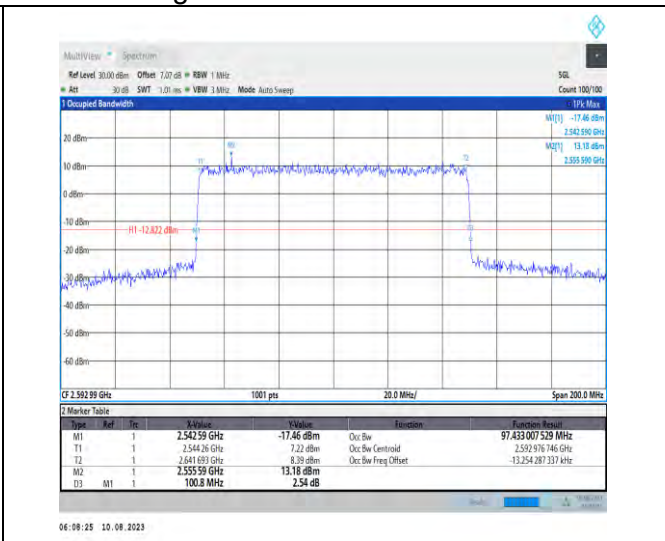 MultiView Spectrum
Ref Level 30.00 dBm Offset 7.07 dB RBW 1 MHz SGL
Att 30 dB SWT 1.01 ms VBW 3 MHz Mode Auto Sweep Count 100/100
1 Occupied Bandwidth 1Pk Max
M1[1] -17.46 dBm
2.542 590 GHz
M2[1] 13.18 dBm
2.555 590 GHz
20 dBm
M2
T1
T2
10 dBm
0 dBm
-10 dBm
H1 -12.822 dBm
M1
D3
-20 dBm
-30 dBm
-40 dBm
-50 dBm
-60 dBm
CF 2.592 99 GHz 1001 pts 20.0 MHz/ Span 200.0 MHz
2 Marker Table
Type Ref Trc X-Value Y-Value Function Function Result
M1 1 2.542 59 GHz -17.46 dBm Occ Bw 97.433 007 529 MHz
T1 1 2.544 26 GHz 7.22 dBm Occ Bw Centroid 2.592 976 746 GHz
T2 1 2.641 693 GHz 8.39 dBm Occ Bw Freq Offset -13.254 287 337 kHz
M2 1 2.555 59 GHz 13.18 dBm
D3 M1 1 100.8 MHz 2.54 dB
06:08:25 10.08.2023